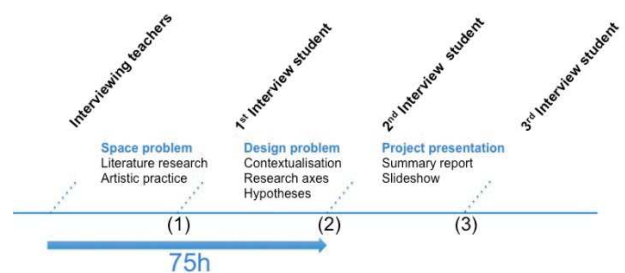 Interviewing teachers
1st Interview student
2nd Interview student
3rd Interview student
Space problem
Literature research
Artistic practice
Design problem
Contextualisation
Research axes
Hypotheses
Project presentation
Summary report
Slideshow
(1)
(2)
(3)
75h